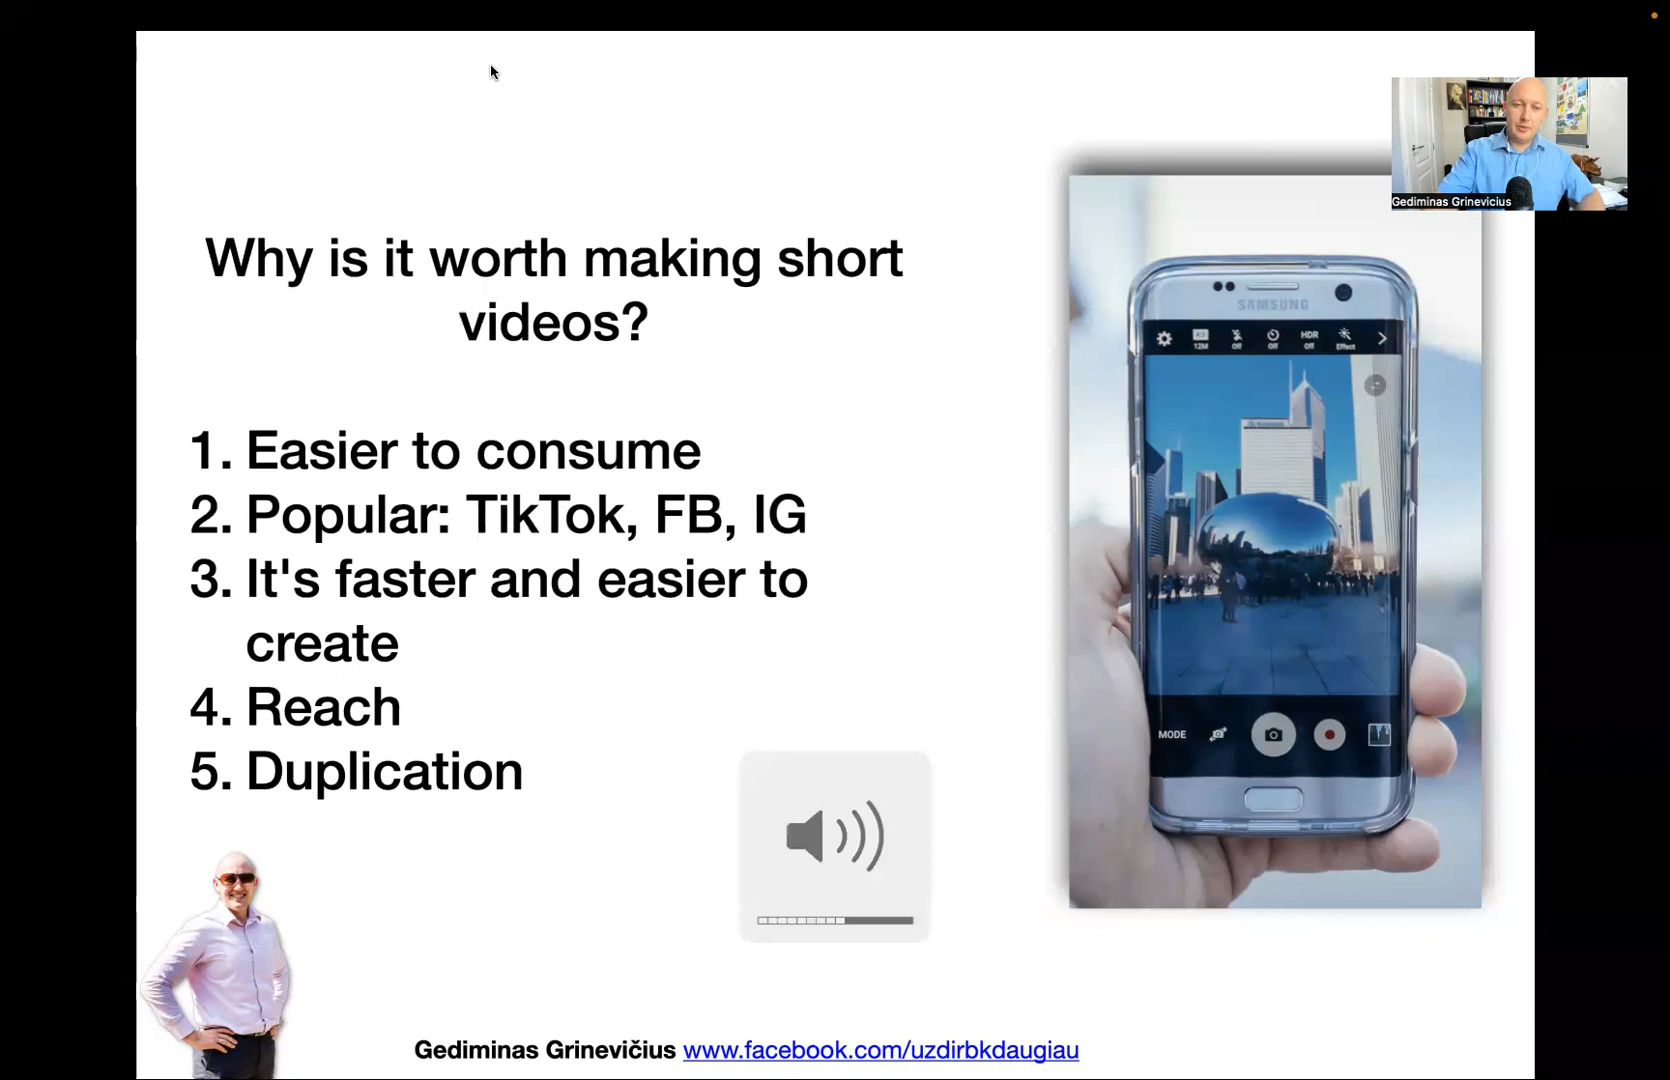 Gediminas Grinevicius
Why is it worth making short
videos?
1. Easier to consume
2. Popular: TikTok, FB, IG
3. It's faster and easier to
create
4. Reach
5. Duplication
SAMSUNG
12M
Off
Off
HDR
Off
Effect
MODE
Gediminas Grinevičius www.facebook.com/uzdirbkdaugiau